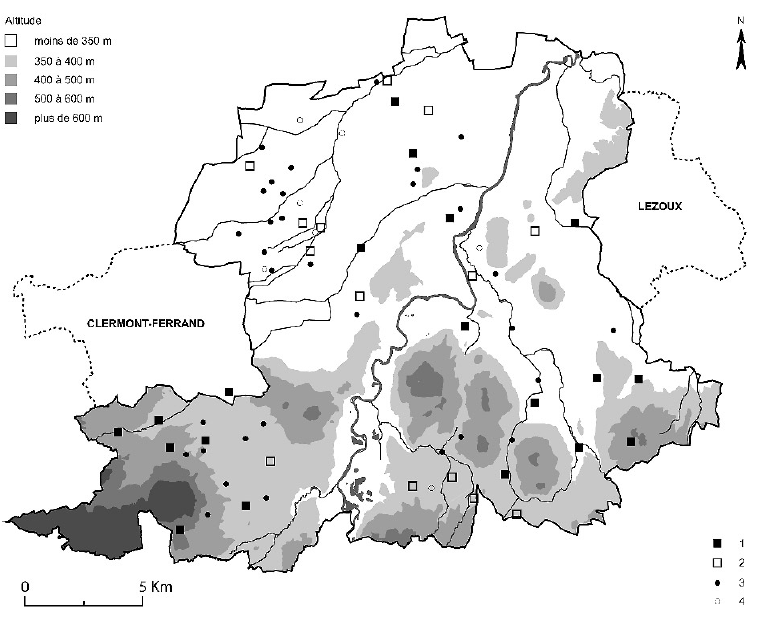 Altitude
moins de 350 m
350 à 400 m
400 à 500 m
500 à 600 m
plus de 600 m
N
LEZOUX
CLERMONT-FERRAND
1
2
3
4
0 5 Km